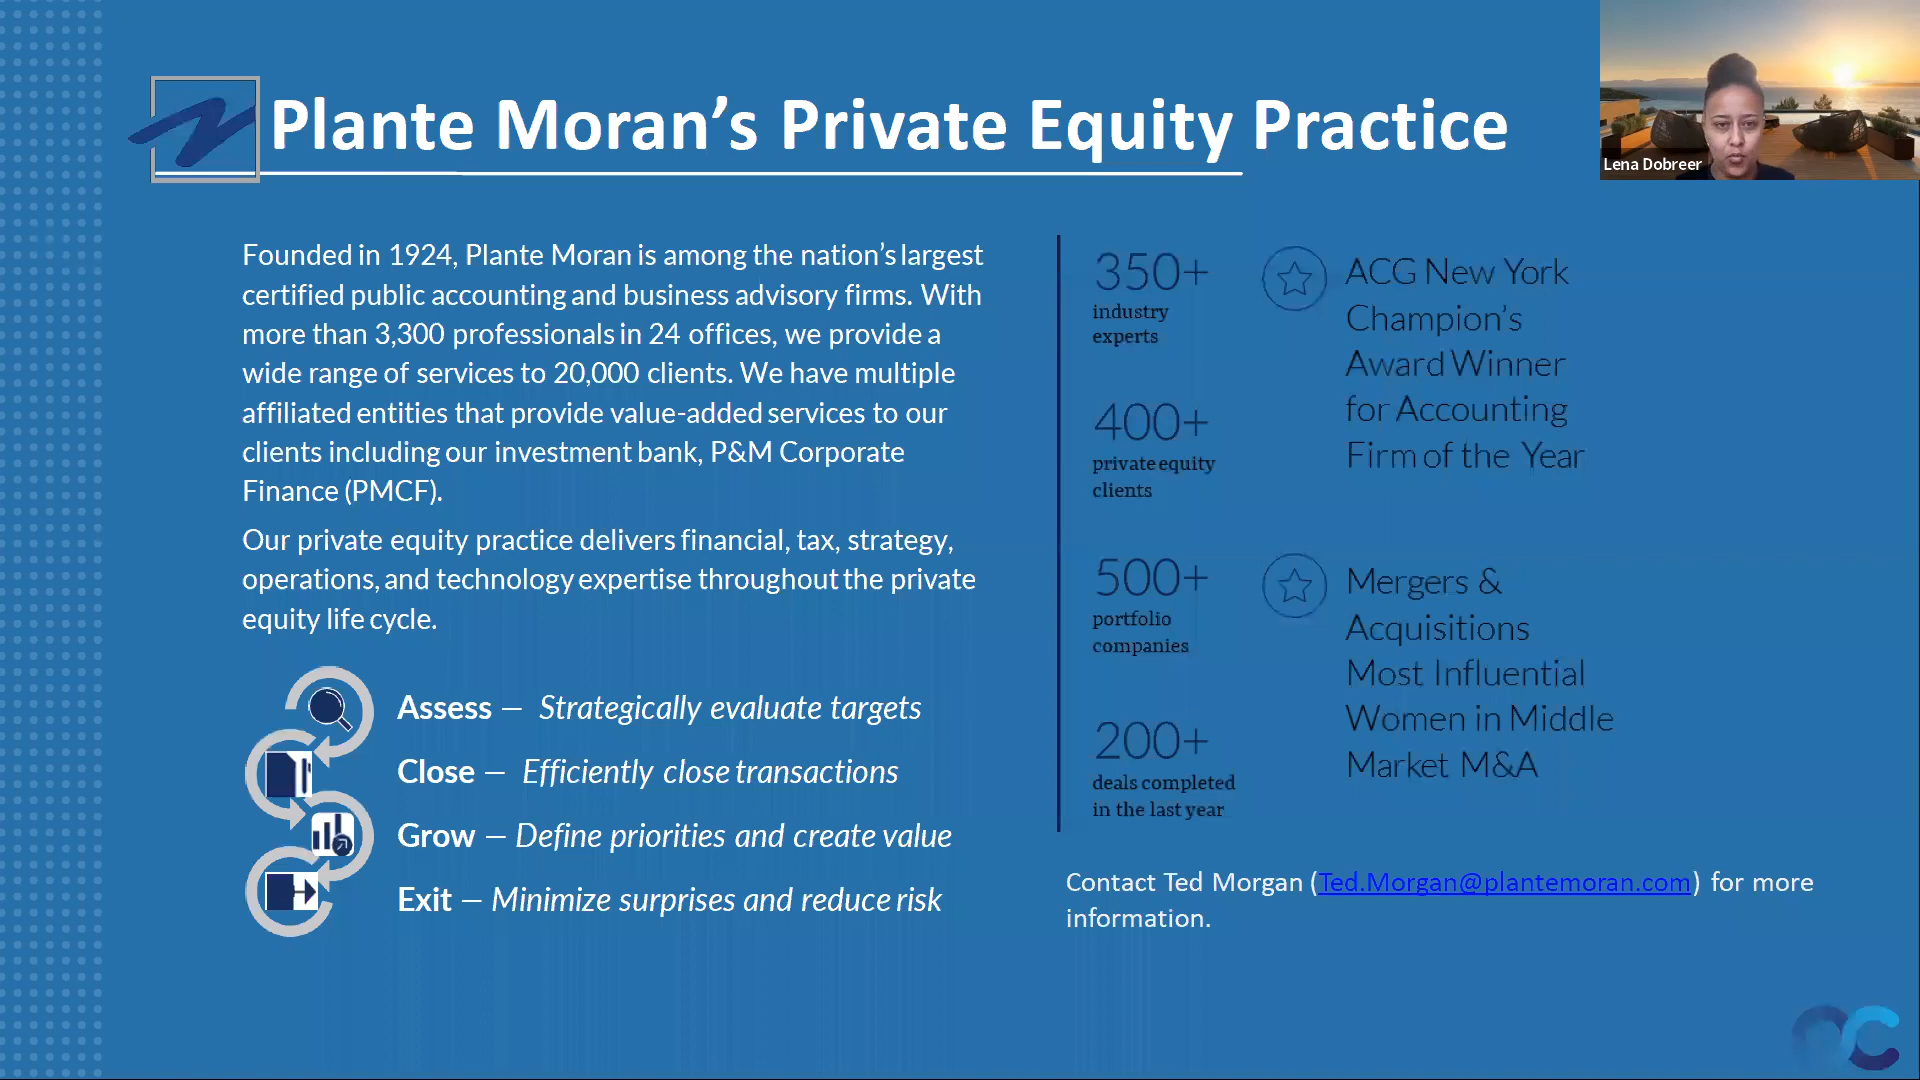 Plante Moran’s Private Equity Practice
Lena Dobreer
Founded in 1924, Plante Moran is among the nation’s largest
certified public accounting and business advisory firms. With
more than 3,300 professionals in 24 offices, we provide a
wide range of services to 20,000 clients. We have multiple
affiliated entities that provide value-added services to our
clients including our investment bank, P&M Corporate
Finance (PMCF).
Our private equity practice delivers financial, tax, strategy,
operations, and technology expertise throughout the private
equity life cycle.
Assess – Strategically evaluate targets
Close – Efficiently close transactions
Grow – Define priorities and create value
Exit – Minimize surprises and reduce risk
350+
industry
experts
400+
private equity
clients
500+
portfolio
companies
200+
deals completed
in the last year
ACG New York
Champion’s
Award Winner
for Accounting
Firm of the Year
Mergers &
Acquisitions
Most Influential
Women in Middle
Market M&A
Contact Ted Morgan (Ted.Morgan@plantemoran.com) for more
information.